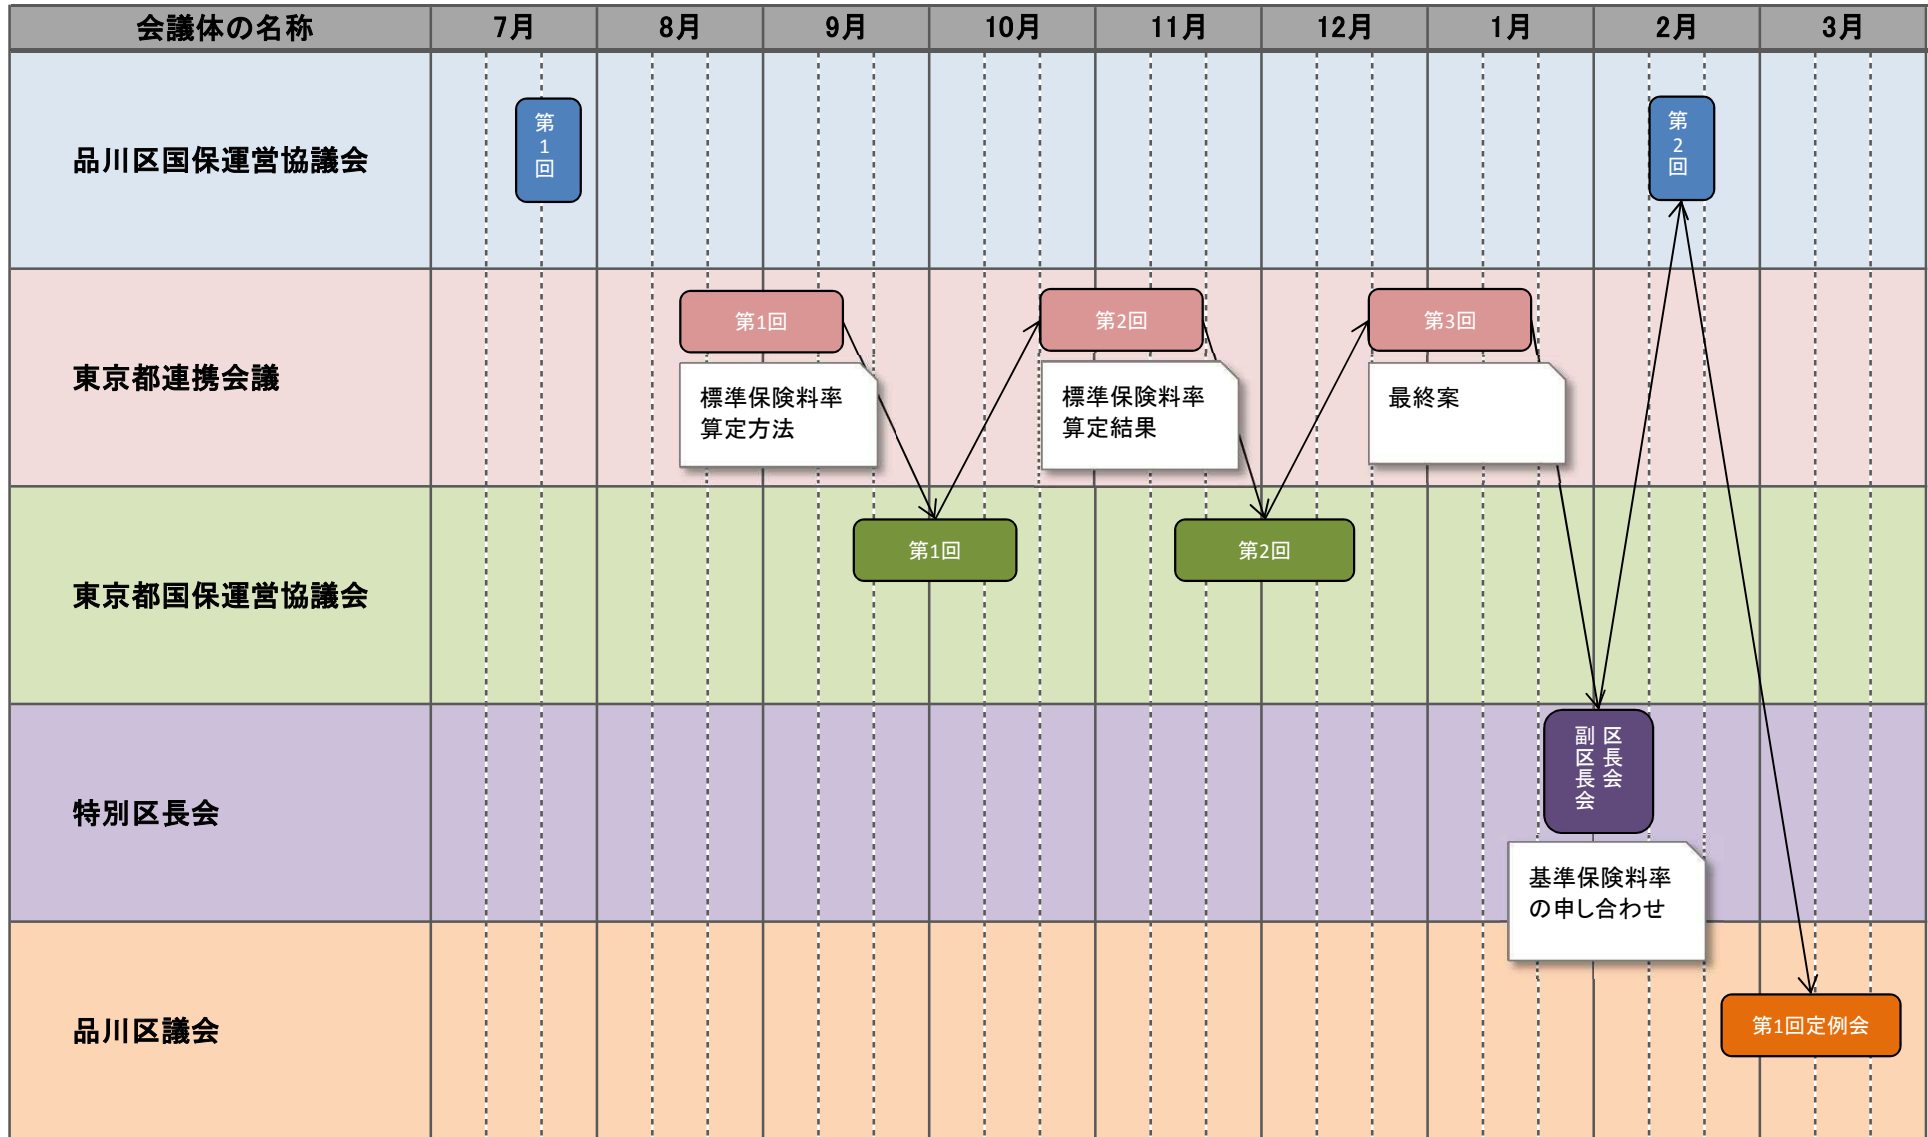 会議体の名称 7月 8月 9月 10月 11月 12月 1月 2月 3月
品川区国保運営協議会
第1回
第2回
東京都連携会議
第1回
標準保険料率
算定方法
第2回
標準保険料率
算定結果
第3回
最終案
東京都国保運営協議会
第1回
第2回
特別区長会
区長会
副区長会
基準保険料率
の申し合わせ
品川区議会
第1回定例会